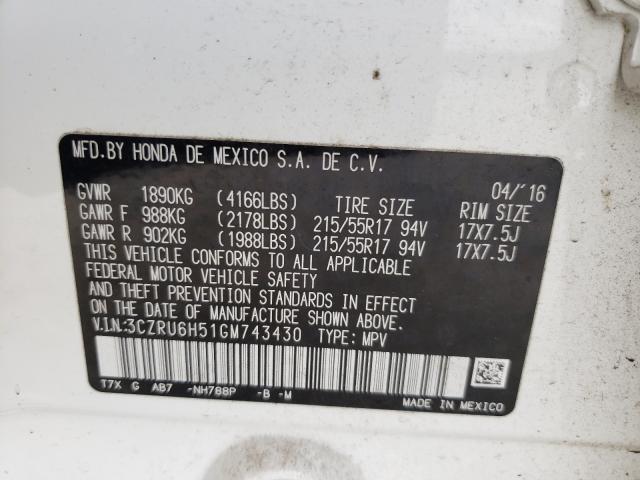 MFD.BY HONDA DE MEXICO S.A. DE C.V.
04/'16
GVWR 1890KG (4166LBS) TIRE SIZE RIM SIZE
GAWR F 988KG (2178LBS) 215/55R17 94V 17X7.5J
GAWR R 902KG (1988LBS) 215/55R17 94V 17X7.5J
THIS VEHICLE CONFORMS TO ALL APPLICABLE
FEDERAL MOTOR VEHICLE SAFETY
AND THEFT PREVENTION STANDARDS IN EFFECT
ON THE DATE OF MANUFACTURE SHOWN ABOVE.
V.I.N.:3CZRU6H51GM743430 TYPE: MPV
T7X G AB7 -NH788P -B -M
MADE IN MEXICO